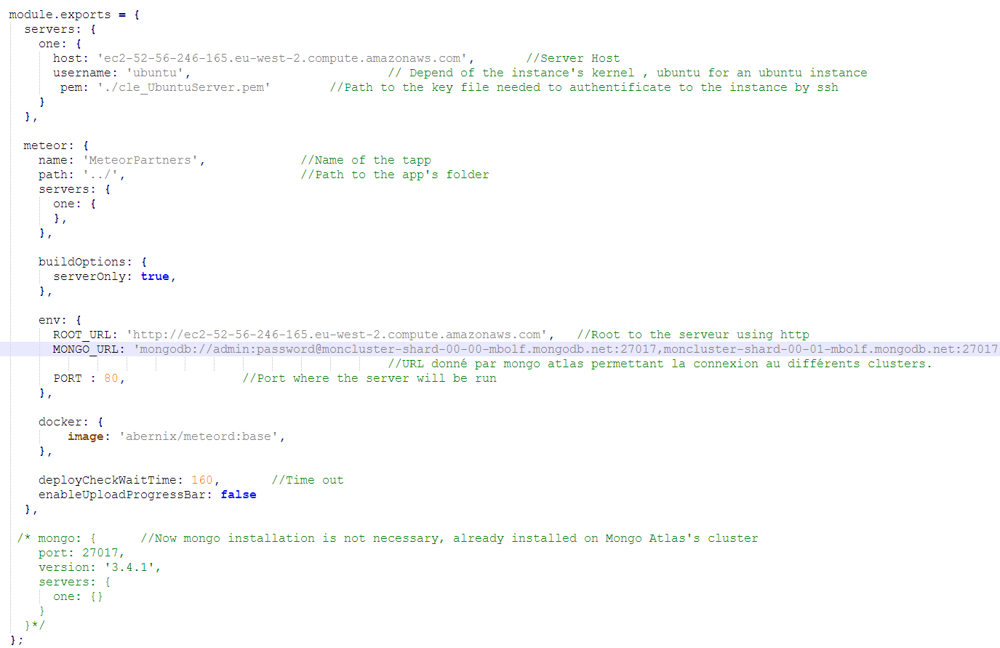 module.exports = {
servers: {
one: {
host: 'ec2-52-56-246-165.eu-west-2.compute.amazonaws.com', //Server Host
username: 'ubuntu', // Depend of the instance's kernel , ubuntu for an ubuntu instance
pem: './cle_UbuntuServer.pem' //Path to the key file needed to authentificate to the instance by ssh
}
},
meteor: {
name: 'MeteorPartners', //Name of the tapp
path: '../', //Path to the app's folder
servers: {
one: {
},
},
buildOptions: {
serverOnly: true,
},
env: {
ROOT_URL: 'http://ec2-52-56-246-165.eu-west-2.compute.amazonaws.com', //Root to the serveur using http
MONGO_URL: 'mongodb://admin:password@moncluster-shard-00-00-mbolf.mongodb.net:27017,moncluster-shard-00-01-mbolf.mongodb.net:27017
//URL donné par mongo atlas permettant la connexion au différents clusters.
PORT : 80, //Port where the server will be run
},
docker: {
image: 'abernix/meteord:base',
},
deployCheckWaitTime: 160, //Time out
enableUploadProgressBar: false
},
/* mongo: { //Now mongo installation is not necessary, already installed on Mongo Atlas's cluster
port: 27017,
version: '3.4.1',
servers: {
one: {}
}
}*/
};